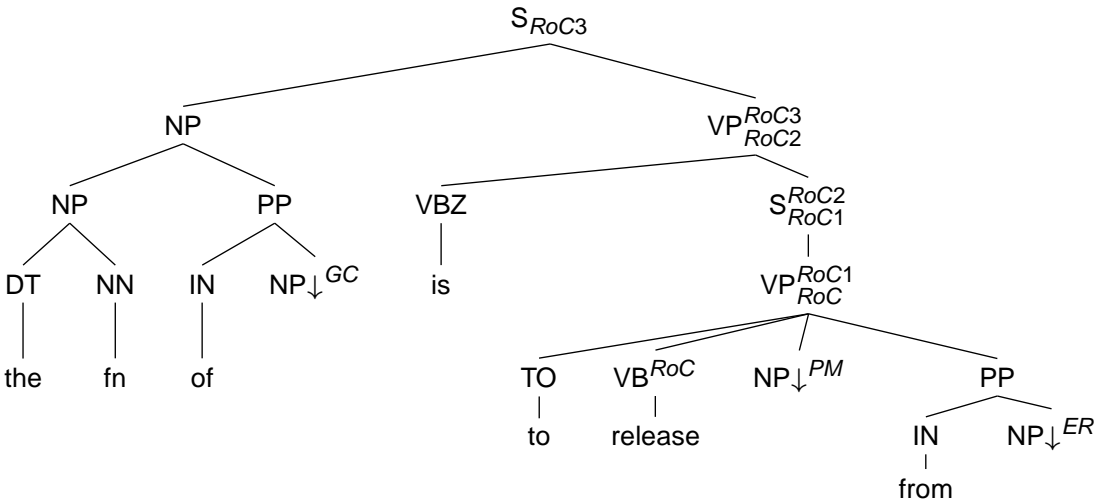 S_RoC3
NP VP^RoC3_RoC2
NP PP VBZ S^RoC2_RoC1
DT NN IN NP↓^GC is VP^RoC1_RoC
the fn of TO VB^RoC NP↓^PM PP
to release IN NP↓^ER
from